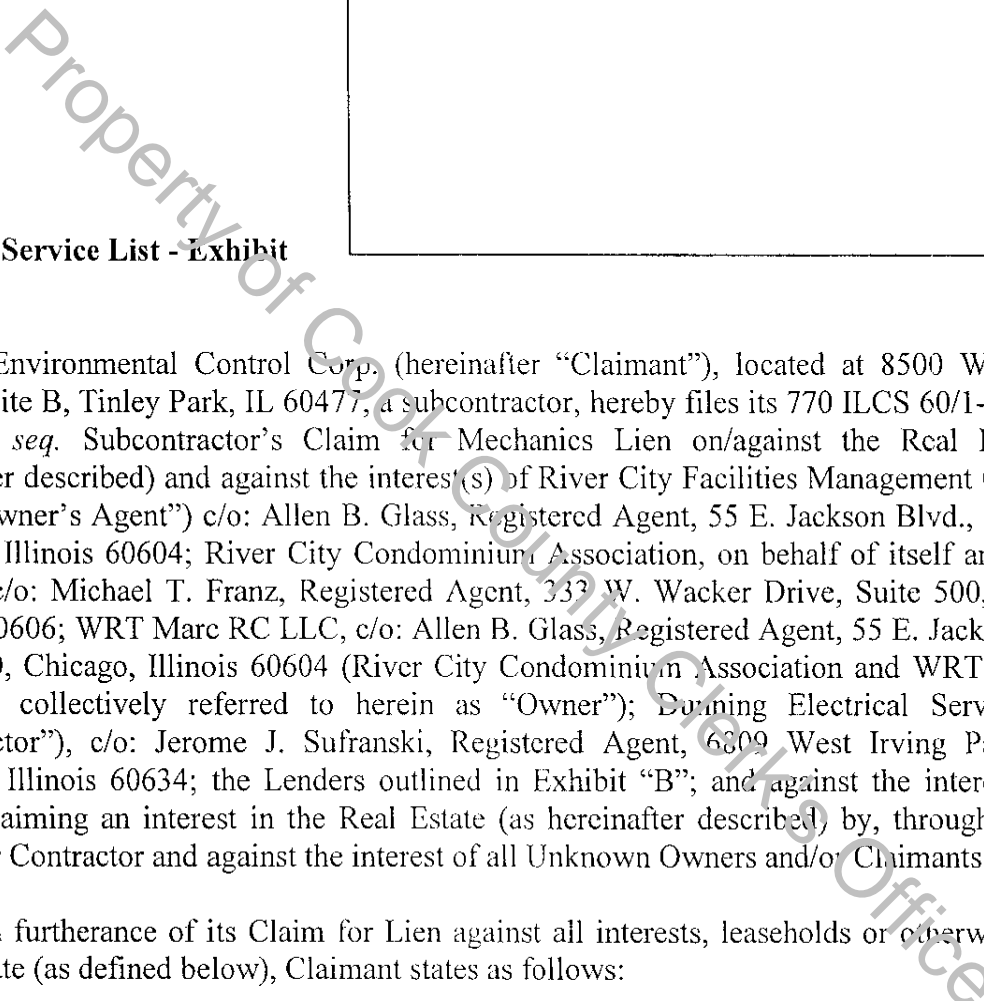 Property of Cook County Clerk's Office
Service List - Exhibit
Environmental Control Corp. (hereinafter “Claimant”), located at 8500 W
ite B, Tinley Park, IL 60477, a subcontractor, hereby files its 770 ILCS 60/1-
seq. Subcontractor's Claim for Mechanics Lien on/against the Real
er described) and against the interest(s) of River City Facilities Management
wner's Agent”) c/o: Allen B. Glass, Registered Agent, 55 E. Jackson Blvd.,
Illinois 60604; River City Condominium Association, on behalf of itself an
c/o: Michael T. Franz, Registered Agent, 333 W. Wacker Drive, Suite 500,
0606; WRT Marc RC LLC, c/o: Allen B. Glass, Registered Agent, 55 E. Jack
, Chicago, Illinois 60604 (River City Condominium Association and WRT
collectively referred to herein as “Owner”); Dunning Electrical Serv
ctor”), c/o: Jerome J. Sufranski, Registered Agent, 6809 West Irving P
Illinois 60634; the Lenders outlined in Exhibit “B”; and against the inter
aiming an interest in the Real Estate (as hereinafter described) by, through
r Contractor and against the interest of all Unknown Owners and/or Claimants
furtherance of its Claim for Lien against all interests, leaseholds or otherw
te (as defined below), Claimant states as follows: